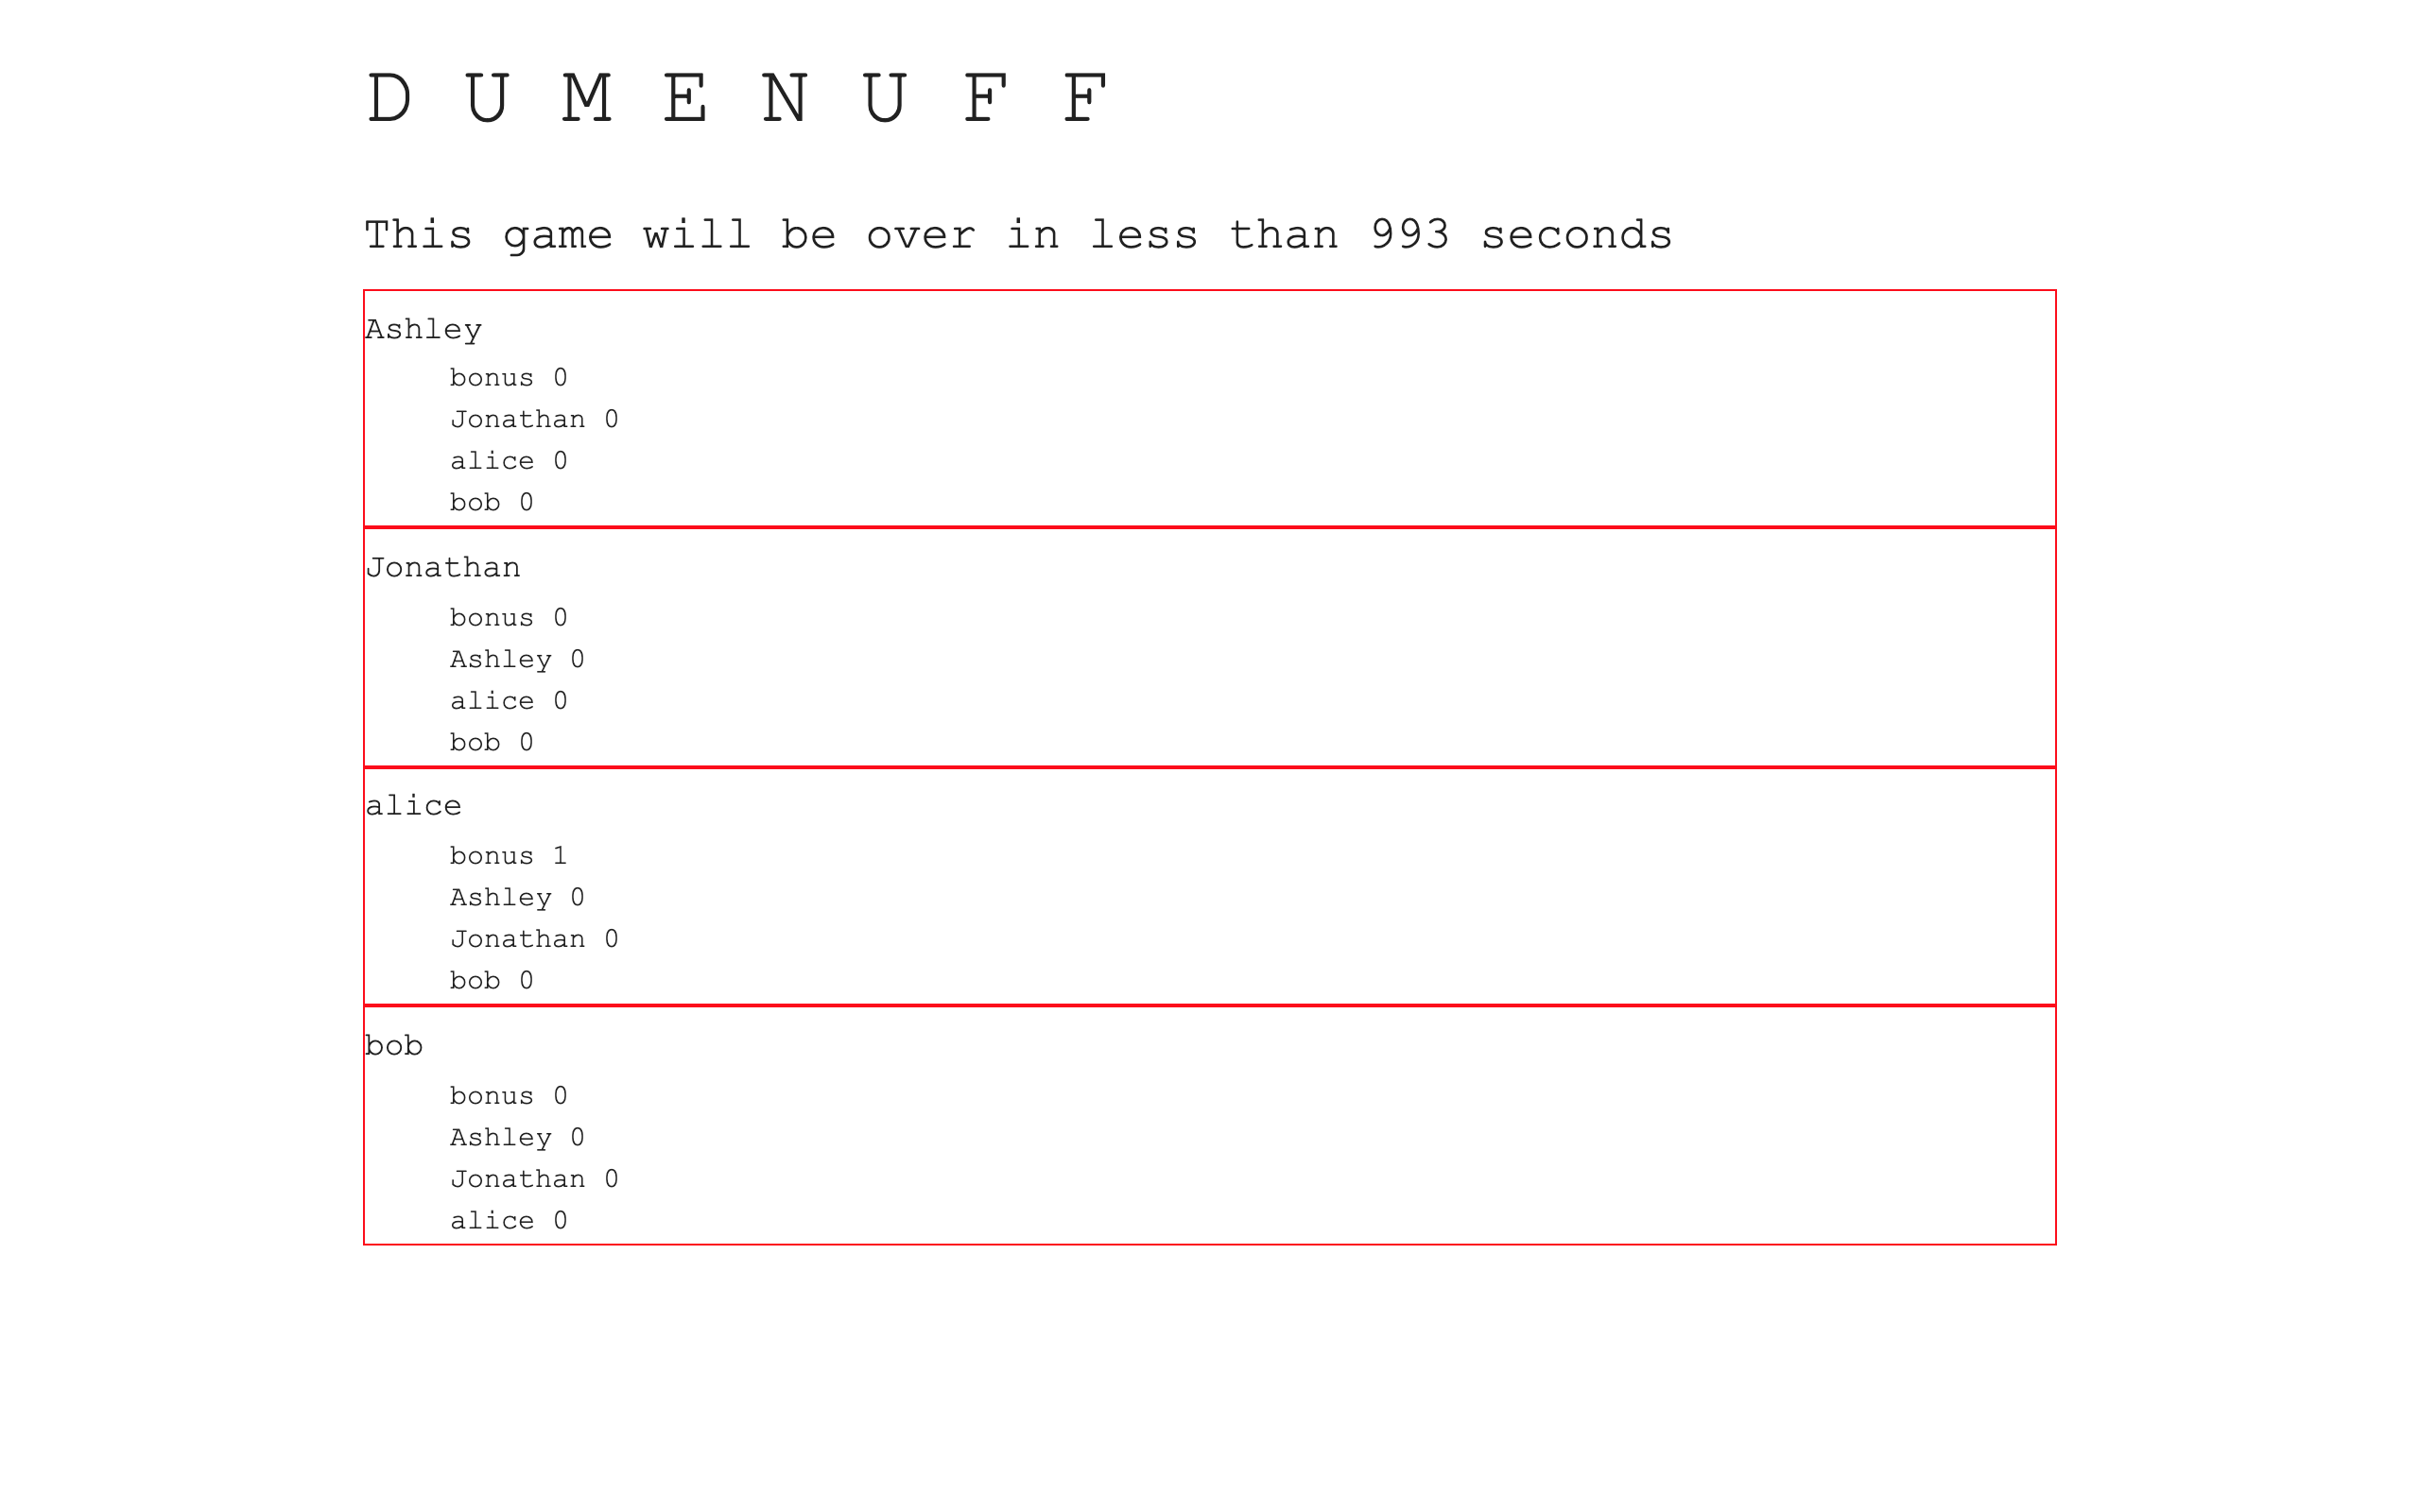 D U M E N U F F
This game will be over in less than 993 seconds
Ashley
bonus 0
Jonathan 0
alice 0
bob 0
Jonathan
bonus 0
Ashley 0
alice 0
bob 0
alice
bonus 1
Ashley 0
Jonathan 0
bob 0
bob
bonus 0
Ashley 0
Jonathan 0
alice 0